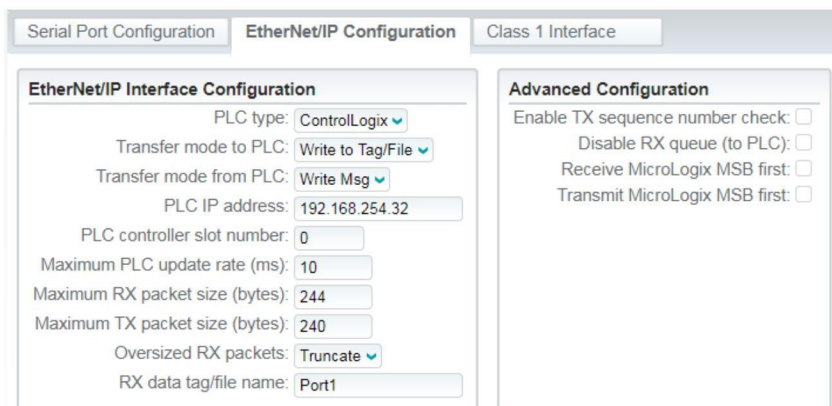 Serial Port Configuration EtherNet/IP Configuration Class 1 Interface
EtherNet/IP Interface Configuration
PLC type: ControlLogix
Transfer mode to PLC: Write to Tag/File
Transfer mode from PLC: Write Msg
PLC IP address: 192.168.254.32
PLC controller slot number: 0
Maximum PLC update rate (ms): 10
Maximum RX packet size (bytes): 244
Maximum TX packet size (bytes): 240
Oversized RX packets: Truncate
RX data tag/file name: Port1
Advanced Configuration
Enable TX sequence number check:
Disable RX queue (to PLC):
Receive MicroLogix MSB first:
Transmit MicroLogix MSB first: